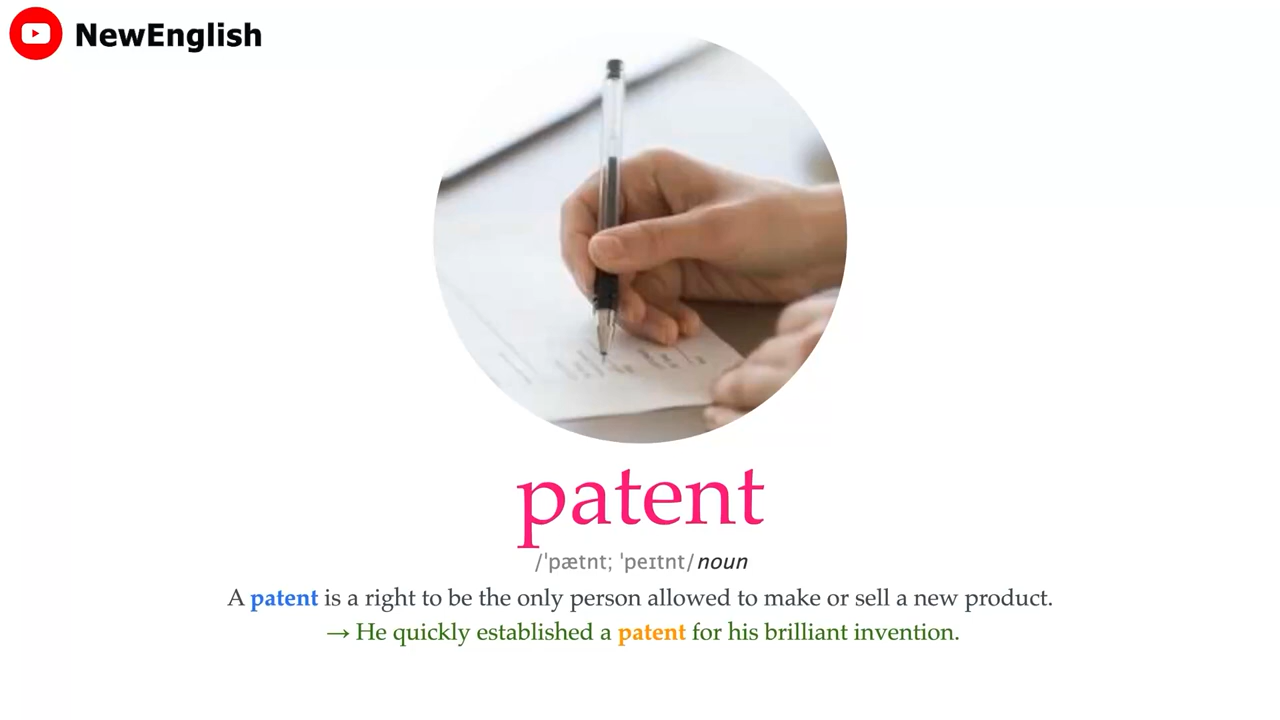 NewEnglish
patent
/ˈpætnt; ˈpeɪtnt/noun
A patent is a right to be the only person allowed to make or sell a new product.
→ He quickly established a patent for his brilliant invention.